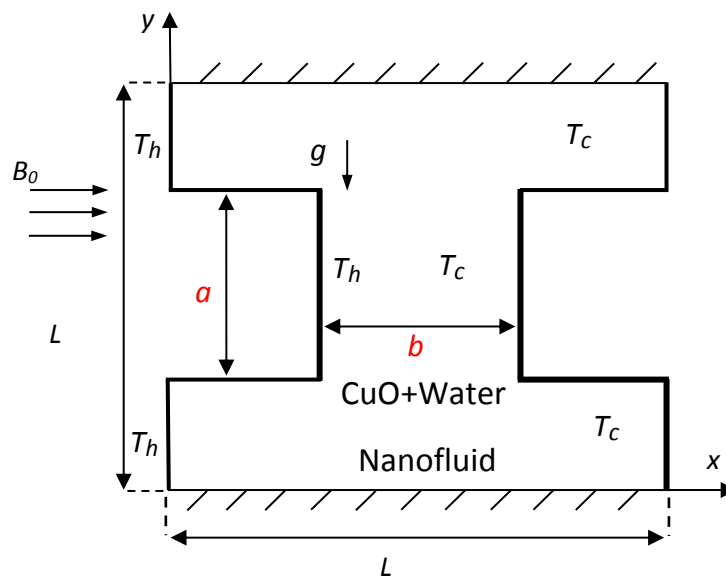 y
T_h
T_c
g
B_0
T_h
T_c
a
L
b
CuO+Water
T_h
T_c
Nanofluid
x
L